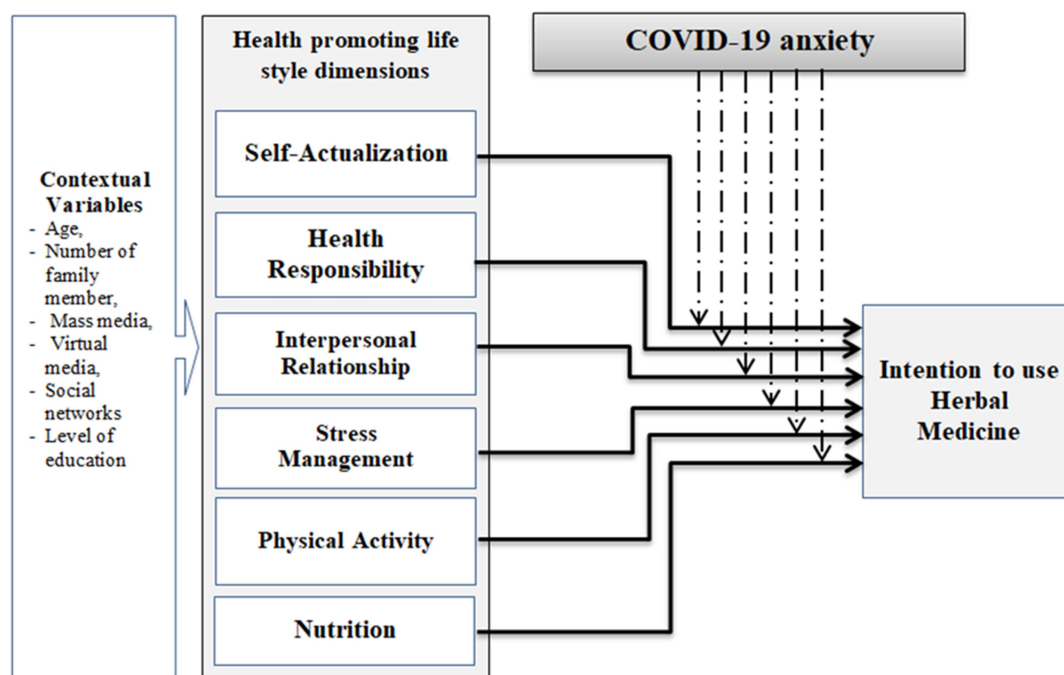 Contextual
Variables
- Age,
- Number of
family
member,
- Mass media,
- Virtual
media,
- Social
networks
- Level of
education
Health promoting life
style dimensions
Self-Actualization
Health
Responsibility
Interpersonal
Relationship
Stress
Management
Physical Activity
Nutrition
COVID-19 anxiety
Intention to use
Herbal
Medicine